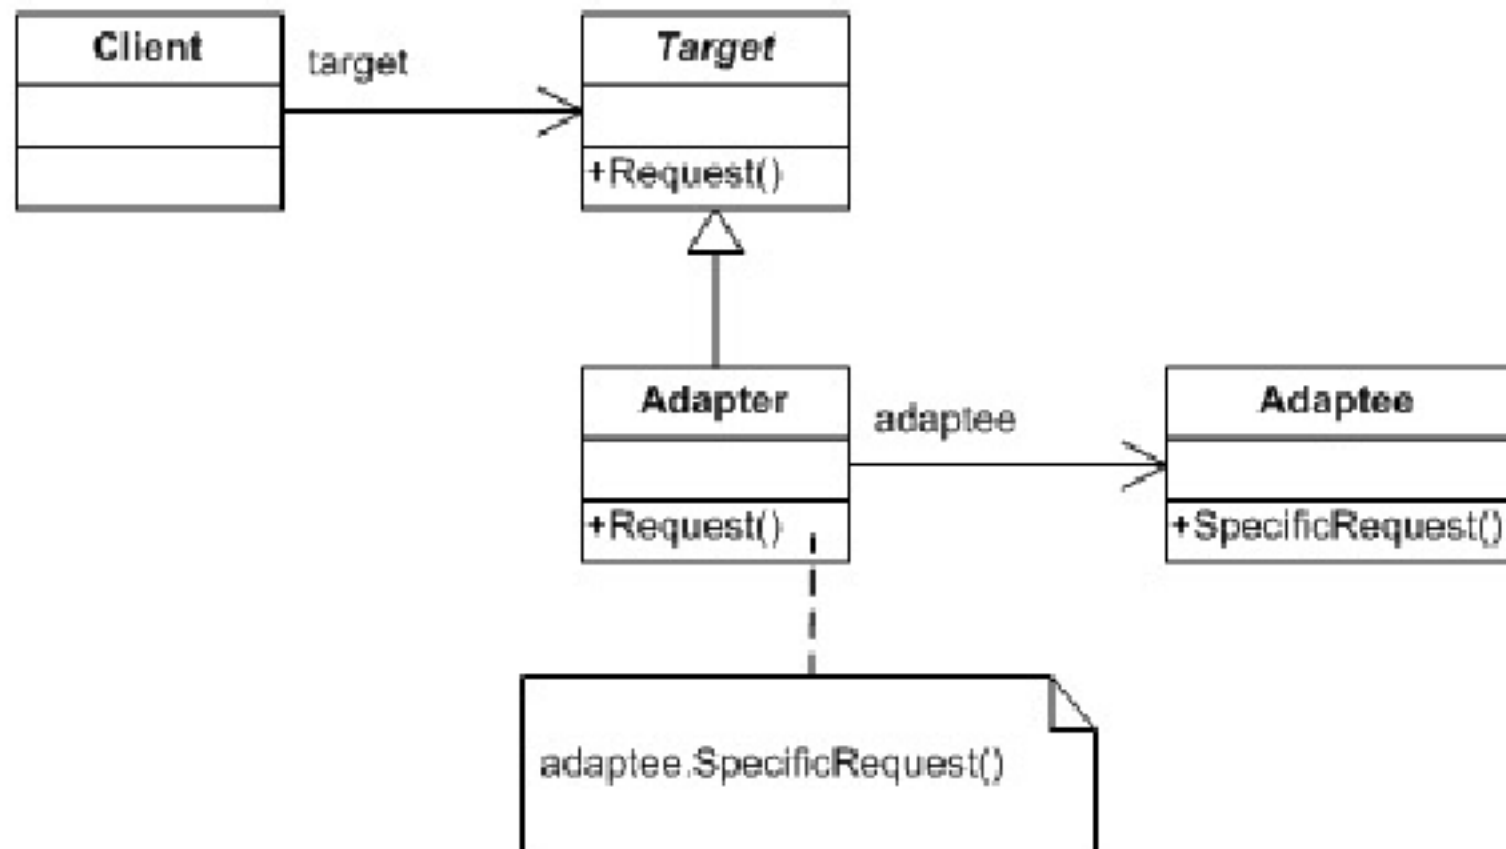 Client
target
Target
+Request()
Adapter
adaptee
Adaptee
+Request()
+SpecificRequest()
adaptee.SpecificRequest()